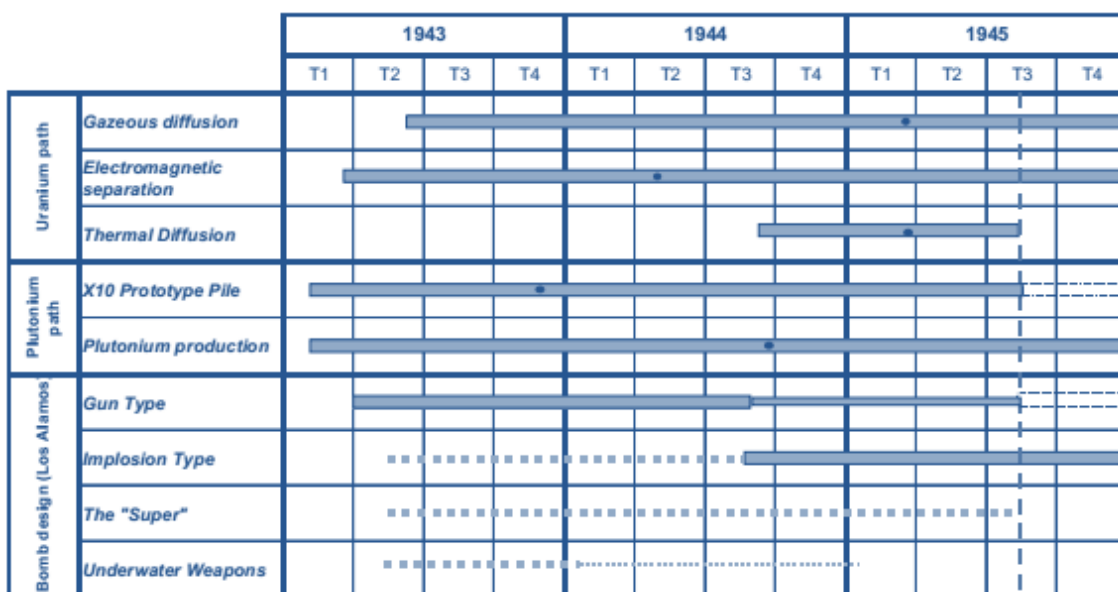 1943 1944 1945
T1 T2 T3 T4 T1 T2 T3 T4 T1 T2 T3 T4
Uranium path
Gazeous diffusion
Electromagnetic
separation
Thermal Diffusion
Plutonium
path
X10 Prototype Pile
Plutonium production
Bomb design (Los Alamos)
Gun Type
Implosion Type
The "Super"
Underwater Weapons